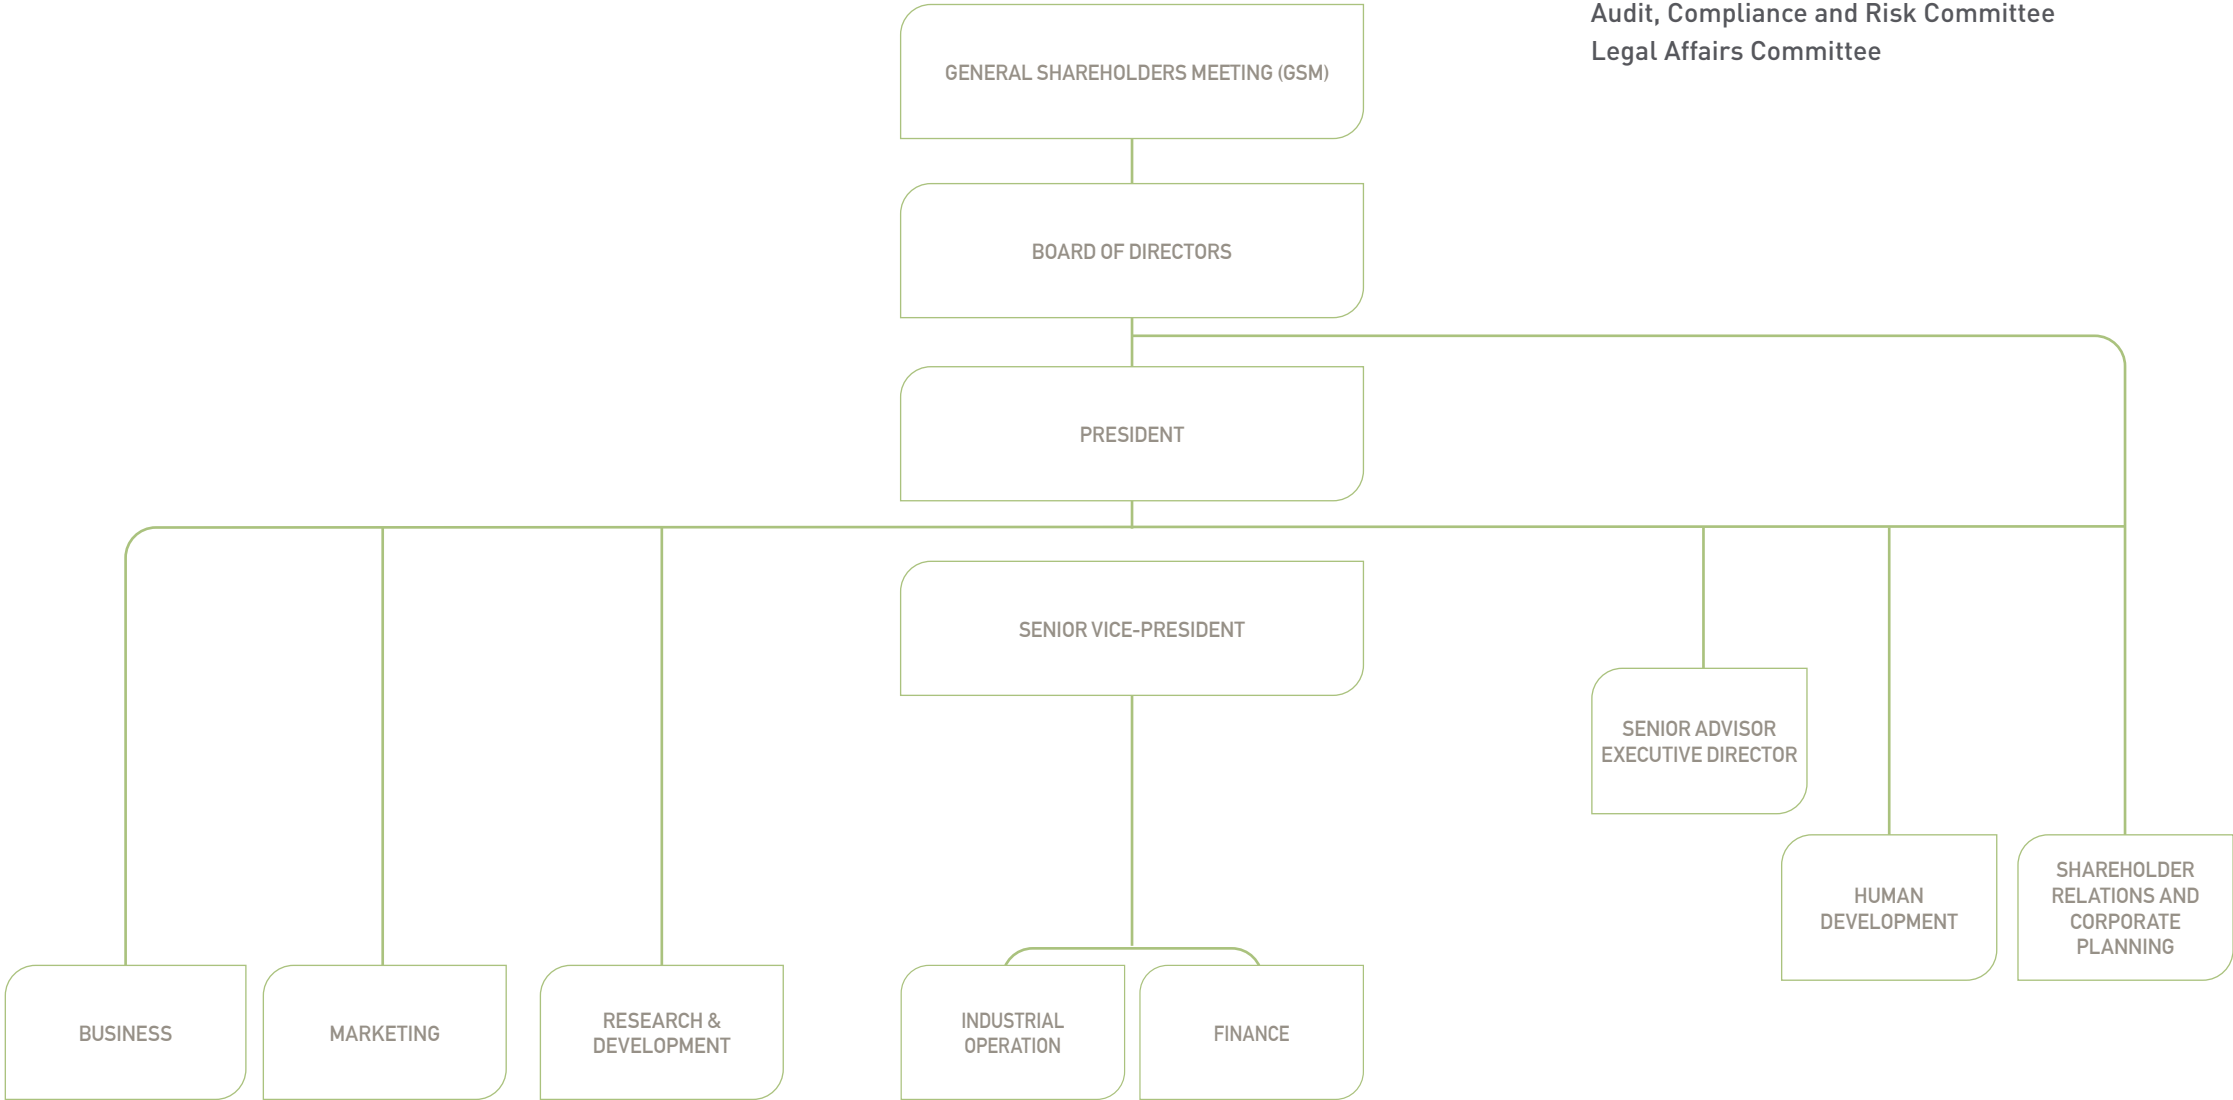 Audit, Compliance and Risk Committee
Legal Affairs Committee
GENERAL SHAREHOLDERS MEETING (GSM)
BOARD OF DIRECTORS
PRESIDENT
SENIOR VICE-PRESIDENT
SENIOR ADVISOR
EXECUTIVE DIRECTOR
HUMAN
DEVELOPMENT
SHAREHOLDER
RELATIONS AND
CORPORATE
PLANNING
BUSINESS
MARKETING
RESEARCH &
DEVELOPMENT
INDUSTRIAL
OPERATION
FINANCE